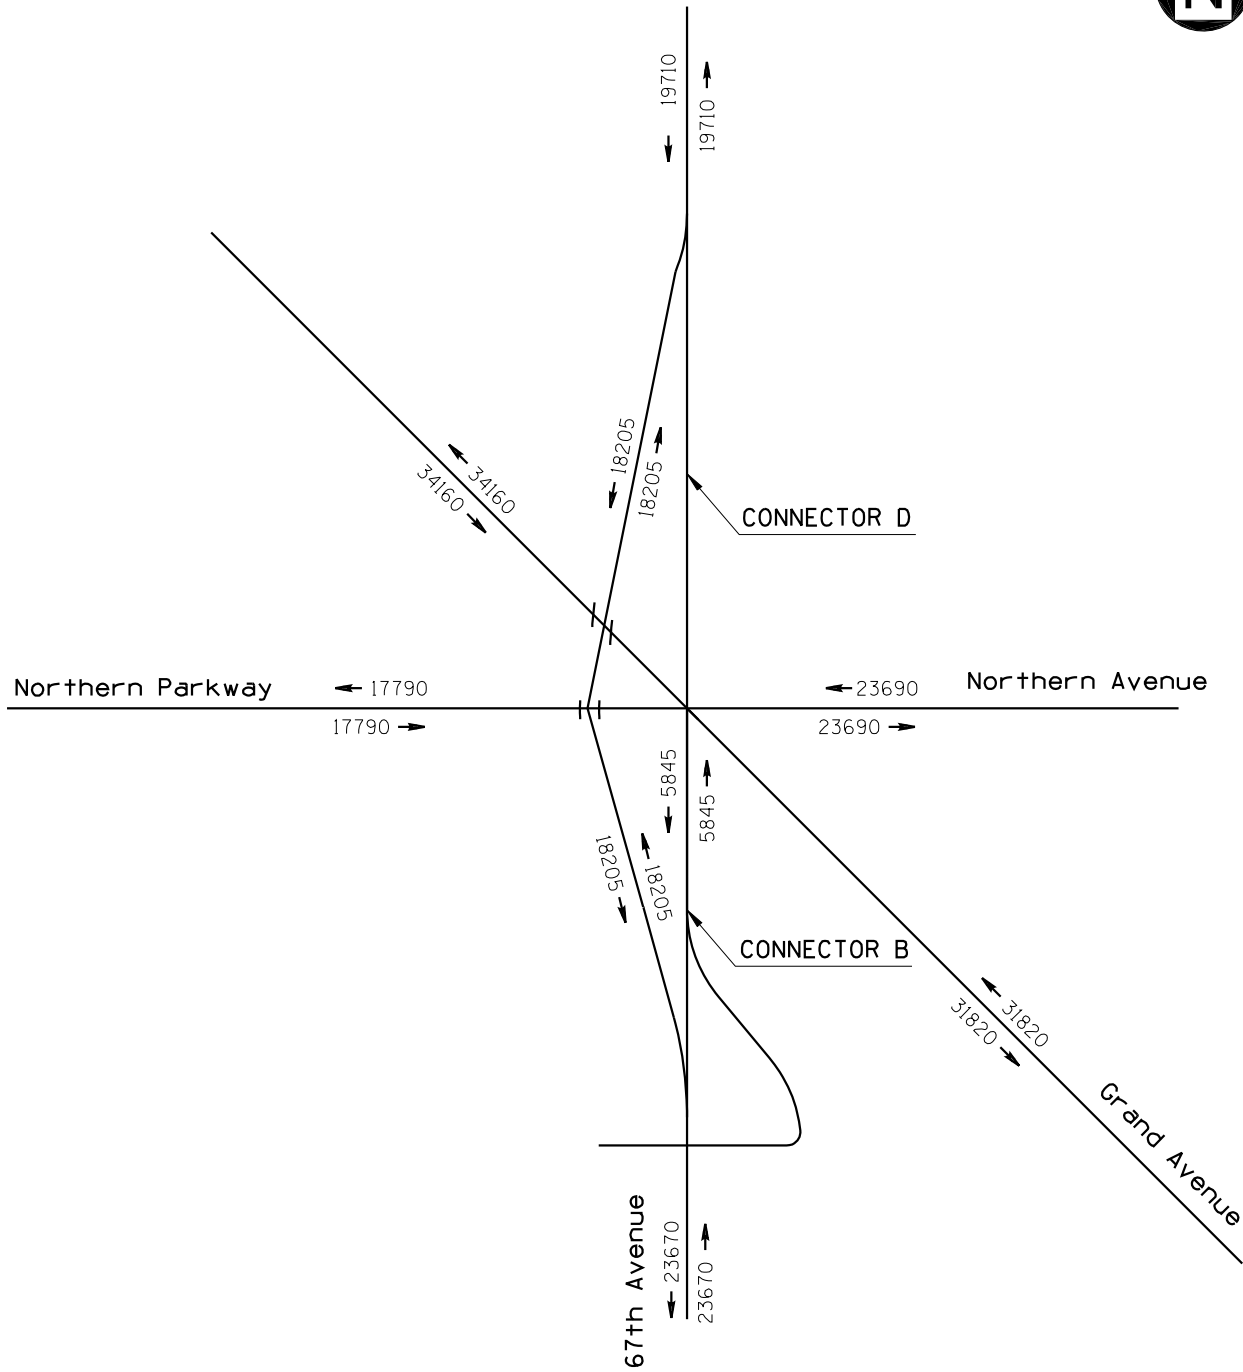 N
19710
19710
18205
18205
34160
34160
CONNECTOR D
Northern Parkway
17790
17790
23690
Northern Avenue
23690
5845
5845
18205
18205
CONNECTOR B
31820
31820
Grand Avenue
67th Avenue
23670
23670